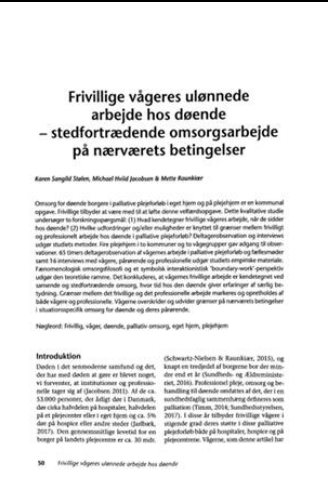 Frivillige vågeres ulønnede
arbejde hos døende
– stedfortrædende omsorgsarbejde
på nærværets betingelser
Karen Sangild Stølen, Michael Hviid Jacobsen & Mette Raunkiær
Omsorg for døende borgere i palliative plejeforløb i eget hjem og på plejehjem er en kommunal
opgave. Frivillige tilbyder at være med til at løfte denne velfærdsopgave. Dette kvalitative studie
undersøger to forskningsspørgsmål: (1) Hvad kendetegner frivillige vågeres arbejde, når de sidder
hos døende? (2) Hvilke udfordringer og/eller muligheder er knyttet til grænser mellem frivilligt
og professionelt arbejde hos døende i palliative plejeforløb? Deltagerobservation og interviews
udgør studiets metoder. Fire plejehjem i to kommuner og to vågegrupper gav adgang til obser-
vationer. 65 timers deltagerobservation af vågernes arbejde i palliative plejeforløb og fællesmøder
samt 16 interviews med vågere, pårørende og professionelle udgør studiets empiriske materiale.
Fænomenologisk omsorgsfilosofi og et symbolsk interaktionistisk "boundary-work"-perspektiv
udgør den teoretiske ramme. Det konkluderes, at vågernes frivillige arbejde er kendetegnet ved
samværende og stedfortrædende omsorg, hvor tid hos den døende giver erfaringer af særlig be-
tydning. Grænser mellem det frivillige og det professionelle arbejde markeres og opretholdes af
både vågere og professionelle. Vågerne overskrider og udvider grænser på nærværets betingelser
i situationsspecifik omsorg for døende og deres pårørende.
Nøgleord: Frivillig, våger, døende, palliativ omsorg, eget hjem, plejehjem
Introduktion
Døden i det senmoderne samfund og det,
der har med døden at gøre er blevet noget,
vi forventer, at institutioner og professio-
nelle tager sig af (Jacobsen 2011). Af de ca.
53.000 personer, der årligt dør i Danmark,
dør cirka halvdelen på hospitaler, halvdelen
på et plejecenter eller i eget hjem og ca. 5%
dør på hospice eller andre steder (Jarlbæk,
2017). Den gennemsnitlige levetid for en
borger på landets plejecentre er ca. 30 mdr.
(Schwartz-Nielsen & Raunkiær, 2015), og
knapt en tredjedel af borgerne bor der min-
dre end et år (Sundheds- og Ældreministe-
riet, 2016). Professionel pleje, omsorg og be-
handling til døende omfattes af det, der i en
sundhedsfaglig sammenhæng defineres som
palliation (Timm, 2014; Sundhedsstyrelsen,
2017). I disse år tilbyder frivillige vågere i
stigende grad deres støtte i disse palliative
plejeforløb både på hospitaler, hospice og på
plejecentrene. Vågerne, som denne artikel har
50 Frivillige vågeres ulønnede arbejde hos døende